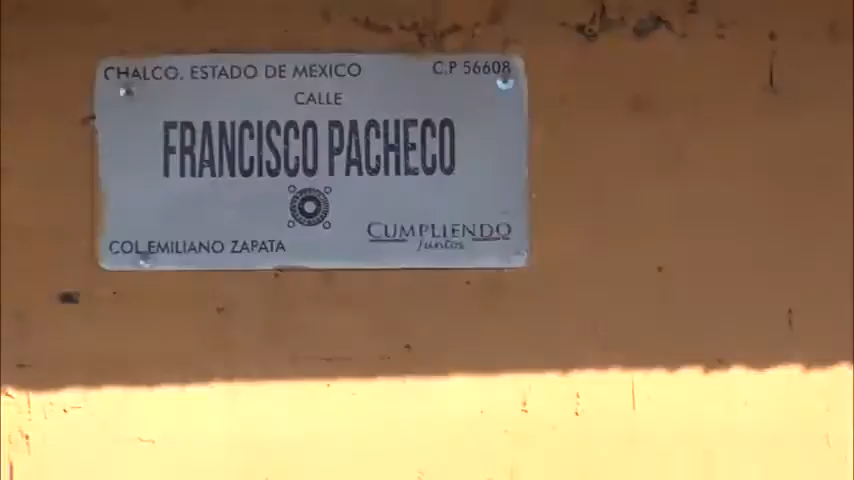 CHALCO. ESTADO DE MEXICO C.P 56608
CALLE
FRANCISCO PACHECO
COL.EMILIANO ZAPATA
CUMPLIENDO
Juntos